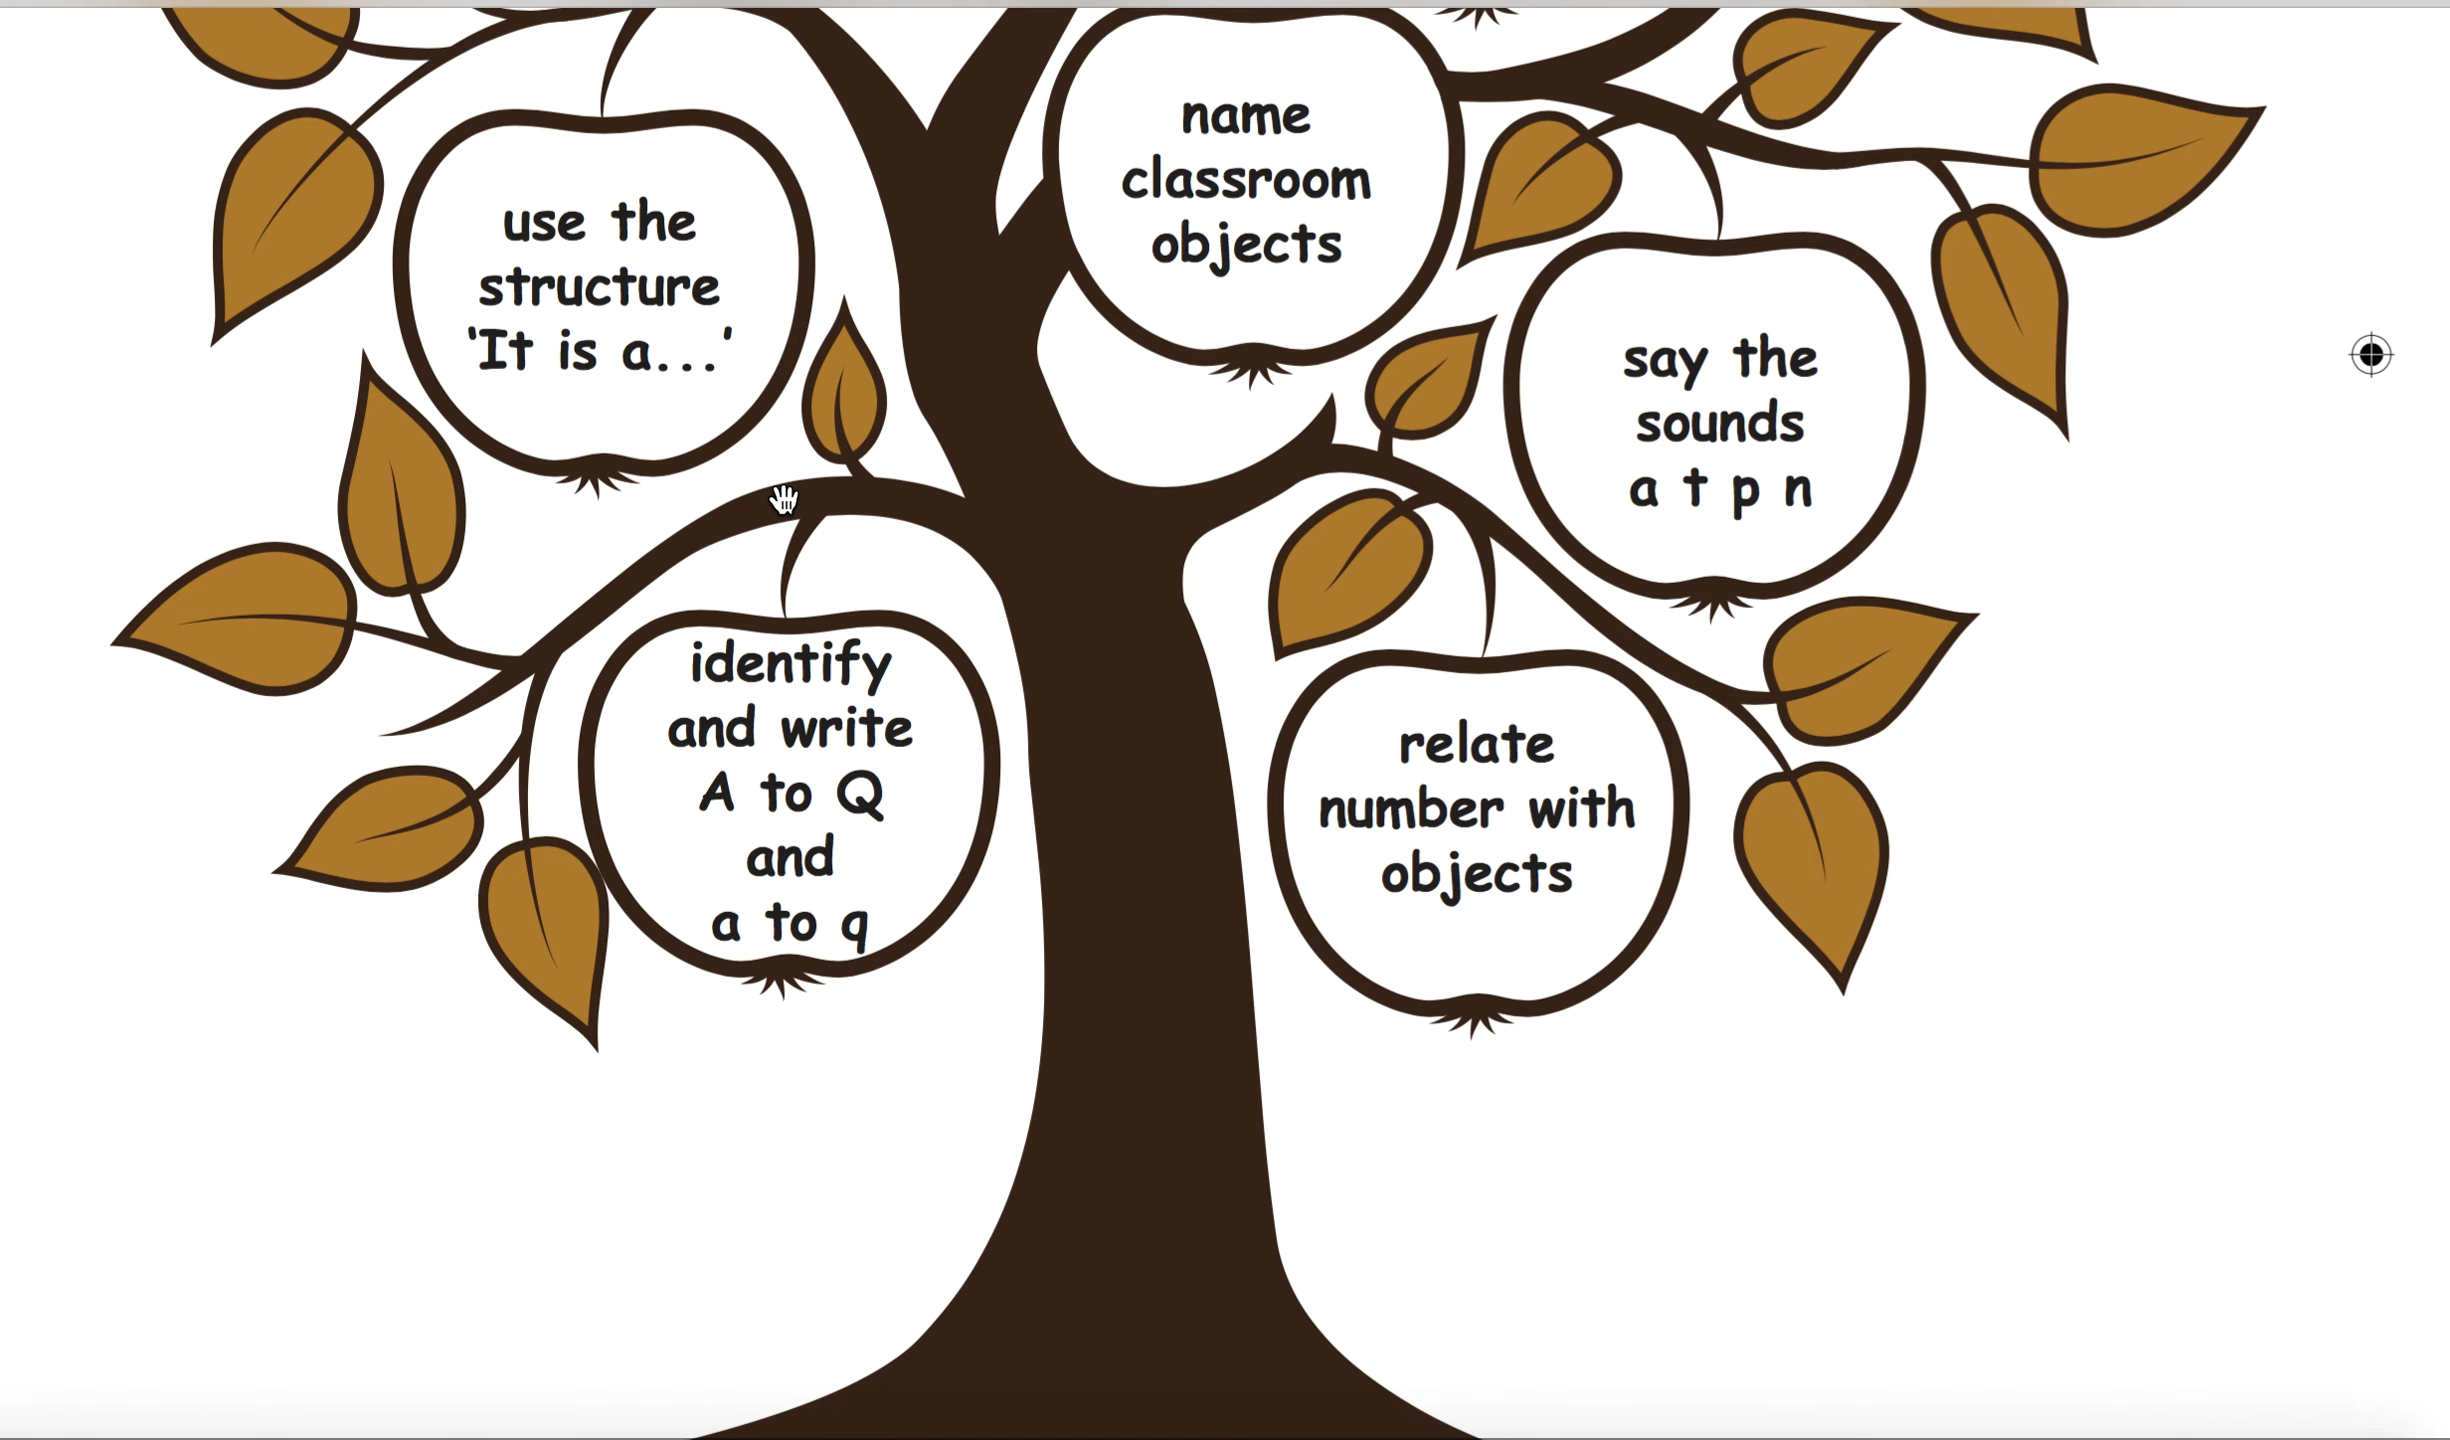 name
classroom
objects
use the
structure
‘It is a...’
say the
sounds
a t p n
identify
and write
A to Q
and
a to q
relate
number with
objects